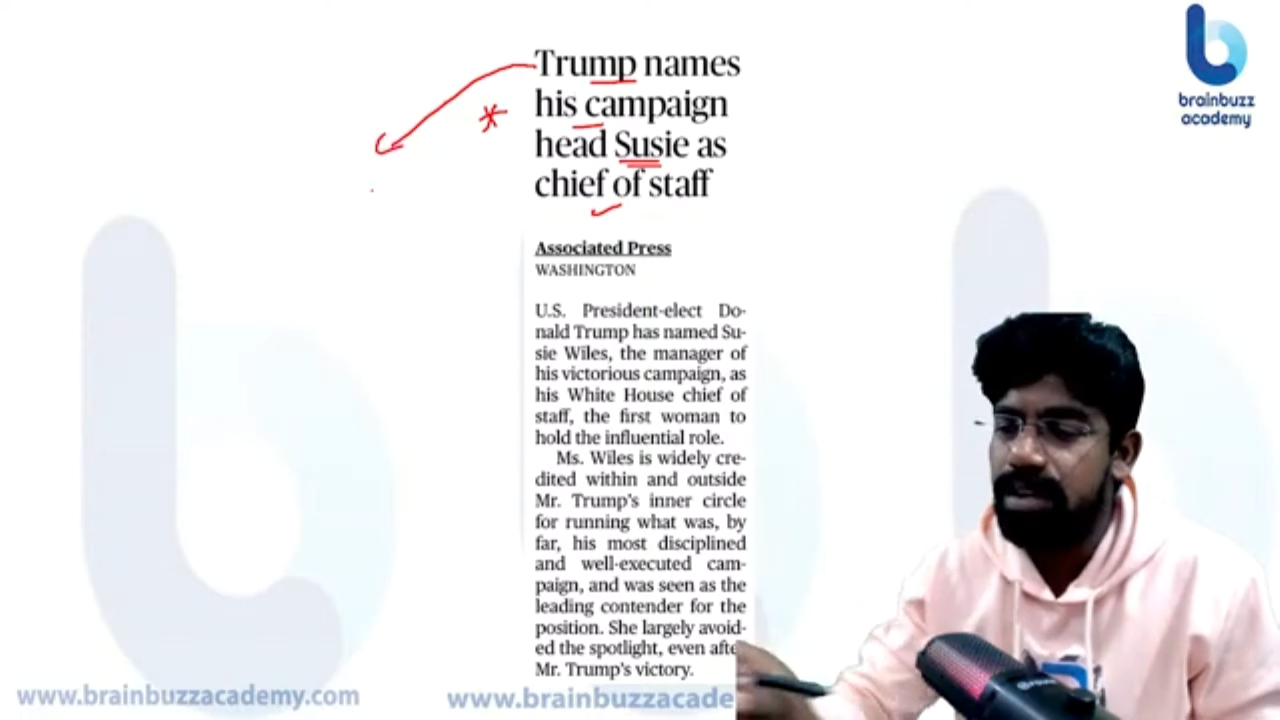 Trump names
his campaign
head Susie as
chief of staff
Associated Press
WASHINGTON
U.S. President-elect Do-
nald Trump has named Su-
sie Wiles, the manager of
his victorious campaign, as
his White House chief of
staff, the first woman to
hold the influential role.
Ms. Wiles is widely cre-
dited within and outside
Mr. Trump's inner circle
for running what was, by
far, his most disciplined
and well-executed cam-
paign, and was seen as the
leading contender for the
position. She largely avoid-
ed the spotlight, even afte
Mr. Trump's victory.
brainbuzz
academy
www.brainbuzzacademy.com
www.brainbuzzacade